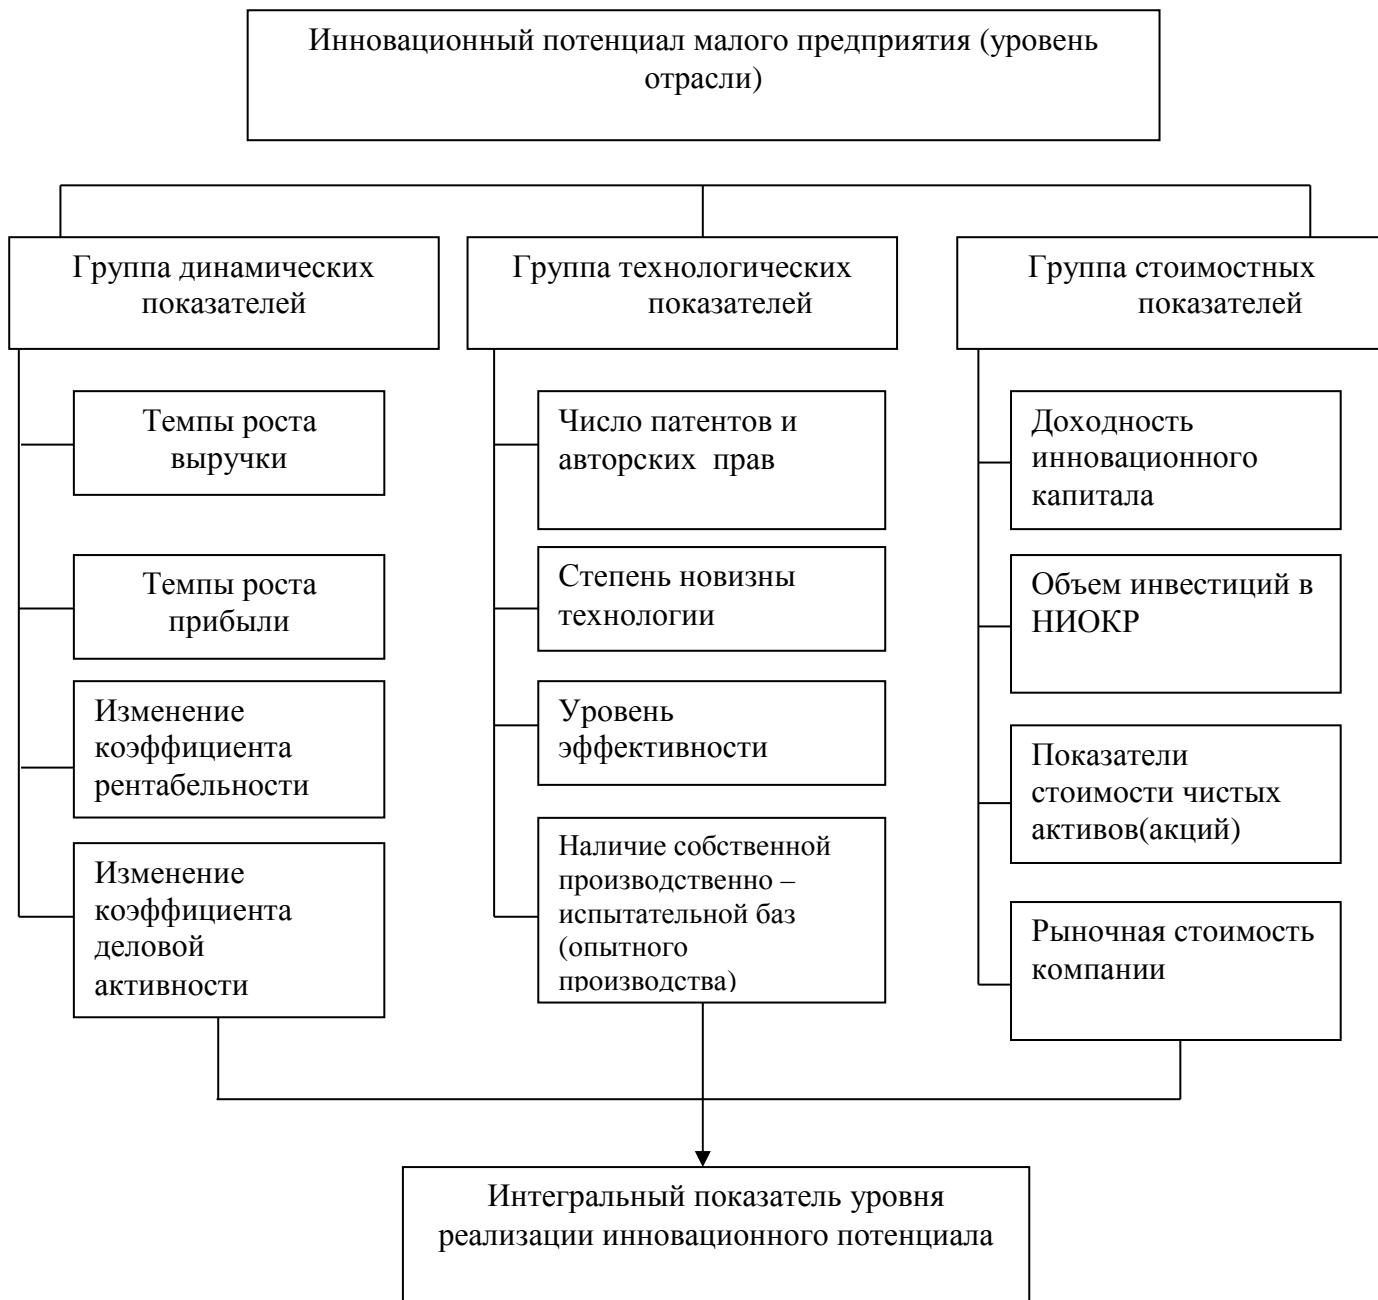 Инновационный потенциал малого предприятия (уровень
отрасли)
Группа динамических
показателей
Группа технологических
показателей
Группа стоимостных
показателей
Темпы роста
выручки
Темпы роста
прибыли
Изменение
коэффициента
рентабельности
Изменение
коэффициента
деловой
активности
Число патентов и
авторских прав
Степень новизны
технологии
Уровень
эффективности
Наличие собственной
производственно –
испытательной баз
(опытного
производства)
Доходность
инновационного
капитала
Объем инвестиций в
НИОКР
Показатели
стоимости чистых
активов(акций)
Рыночная стоимость
компании
Интегральный показатель уровня
реализации инновационного потенциала